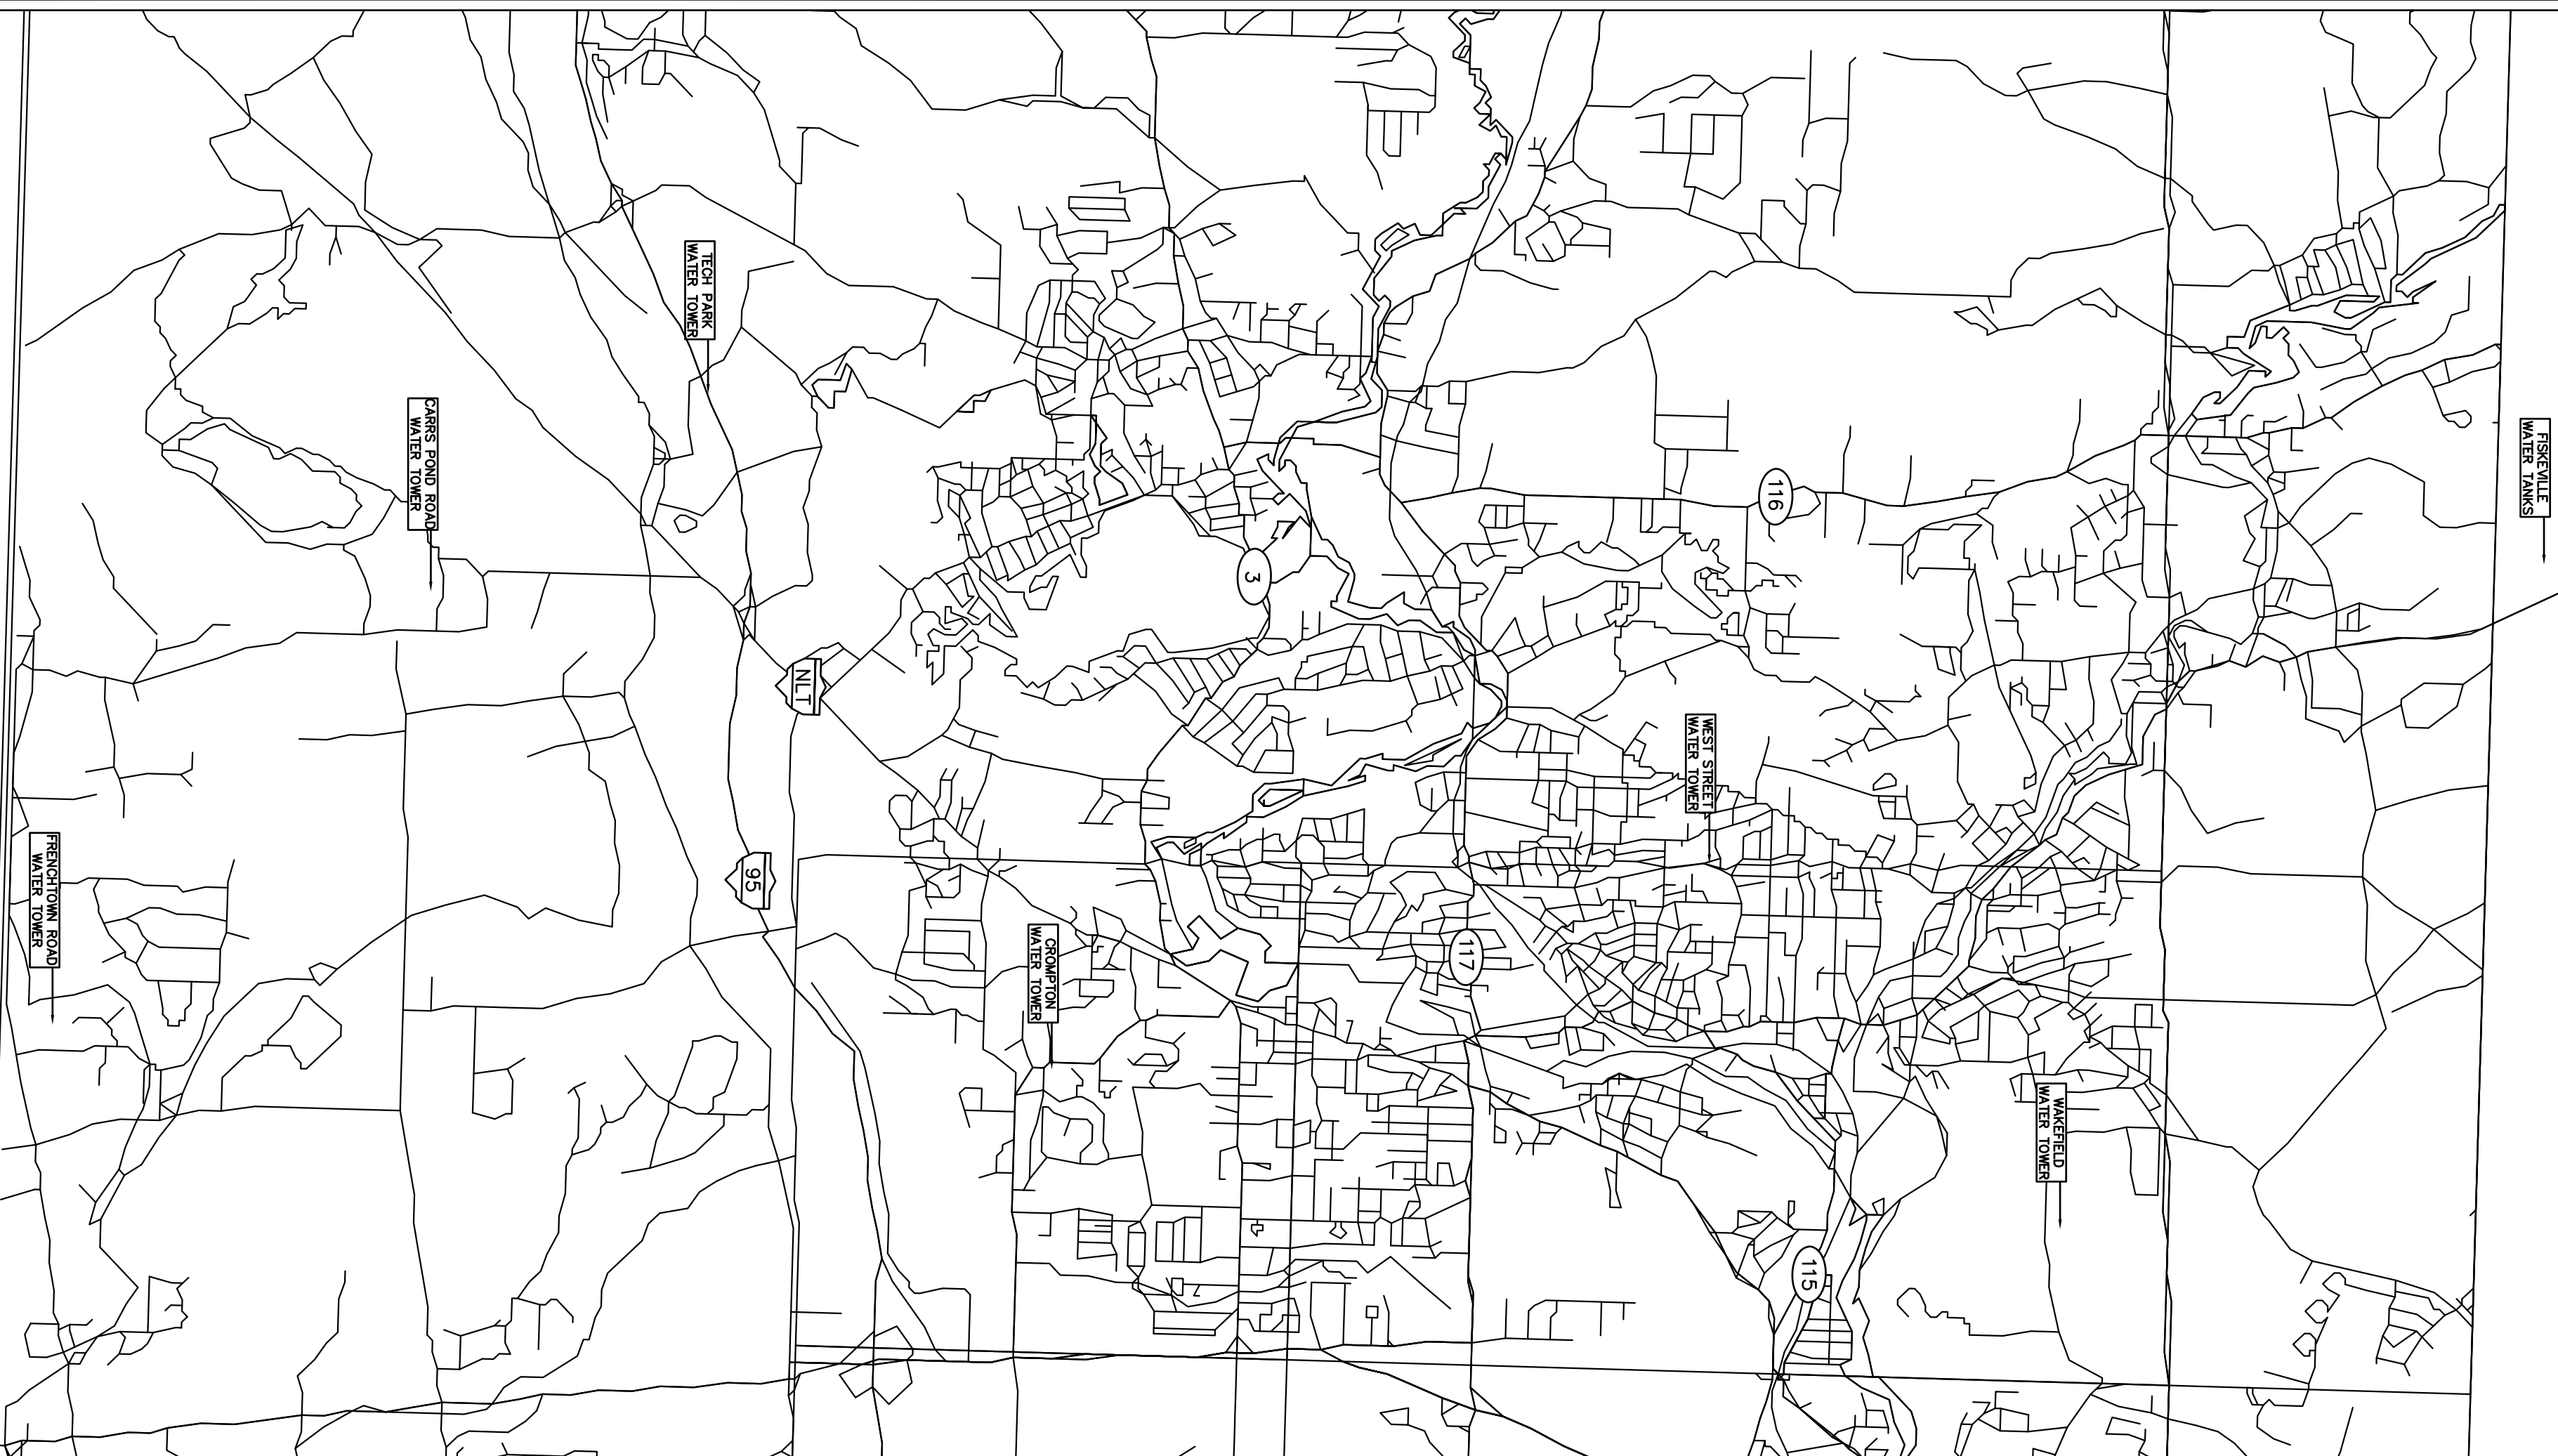 FISKEVILLE
WATER TANKS
WAKEFIELD
WATER TOWER
115
116
WEST STREET
WATER TOWER
117
3
CROMPTON
WATER TOWER
NLT
95
TECH PARK
WATER TOWER
CARRS POND ROAD
WATER TOWER
FRENCHTOWN ROAD
WATER TOWER